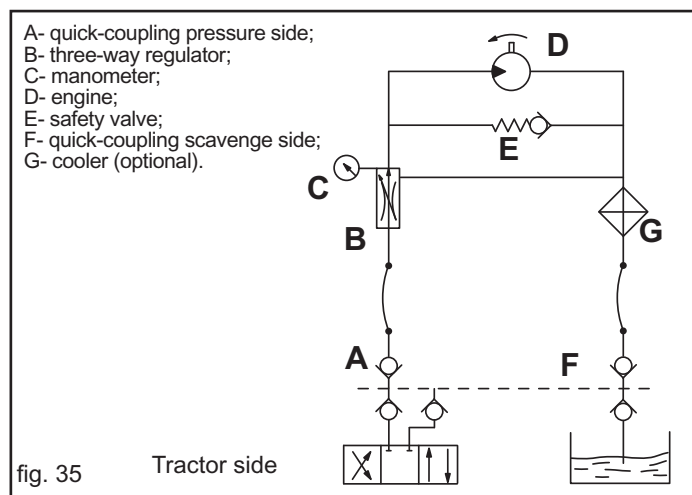 A- quick-coupling pressure side;
B- three-way regulator;
C- manometer;
D- engine;
E- safety valve;
F- quick-coupling scavenge side;
G- cooler (optional).
D
E
C
B
G
A
F
fig. 35
Tractor side